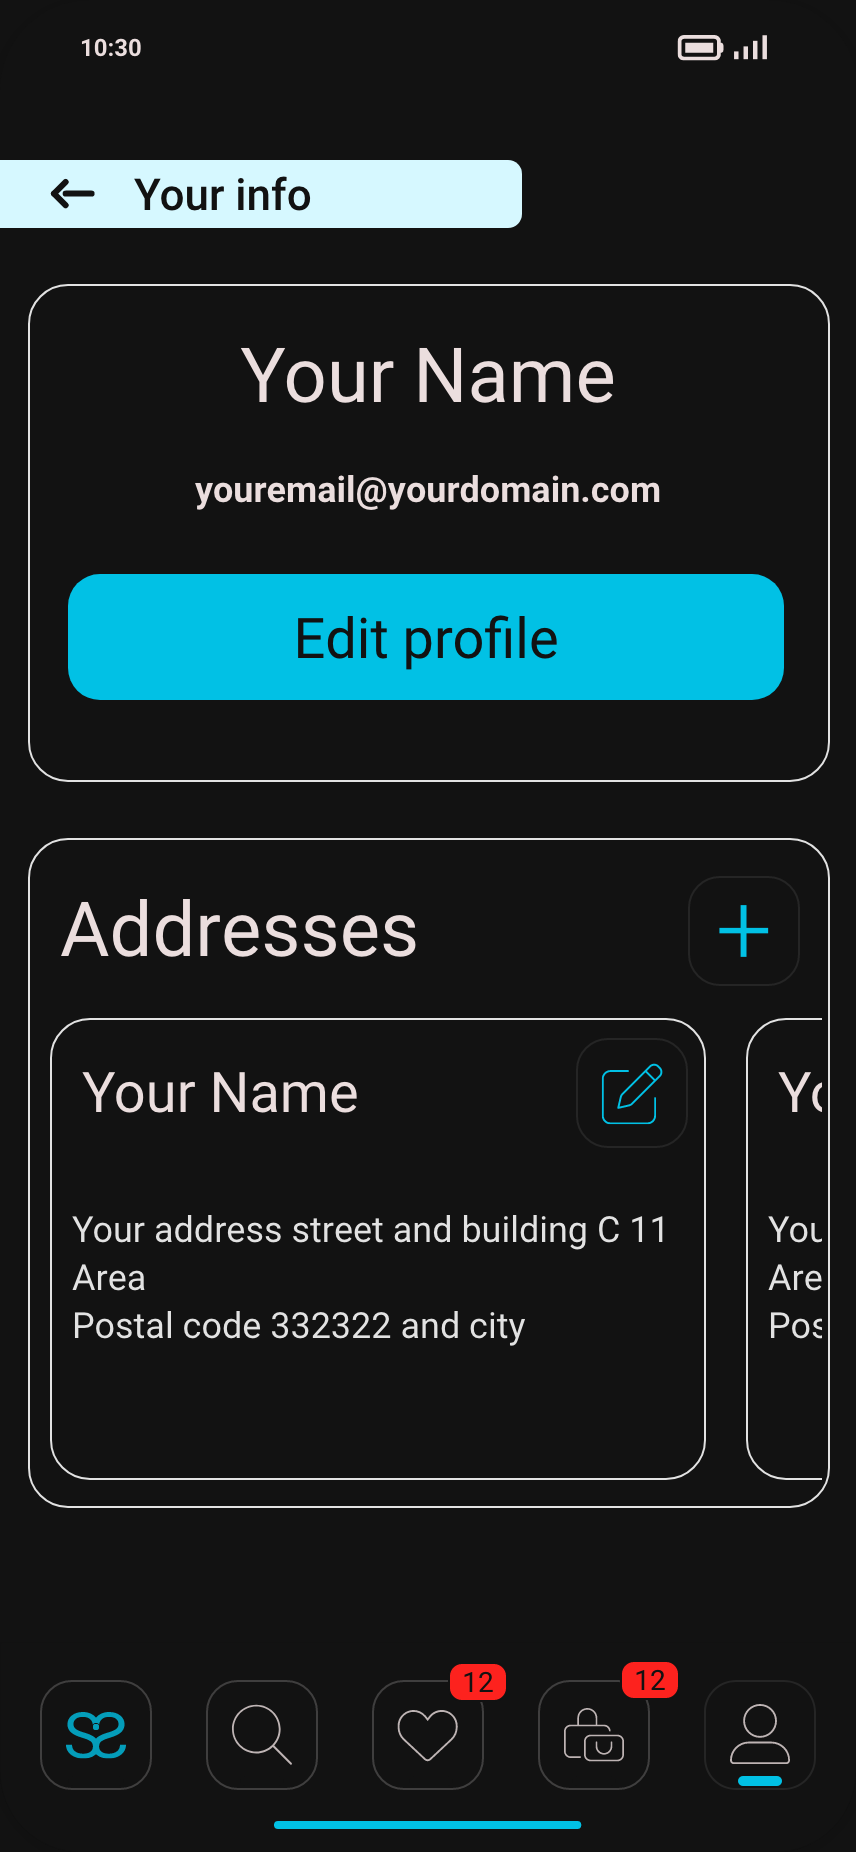 10:30
Your info
Your Name
youremail@yourdomain.com
Edit profile
Addresses
Your Name
Your address street and building C 11
Area
Postal code 332322 and city
Yo
You
Are
Pos
12
12